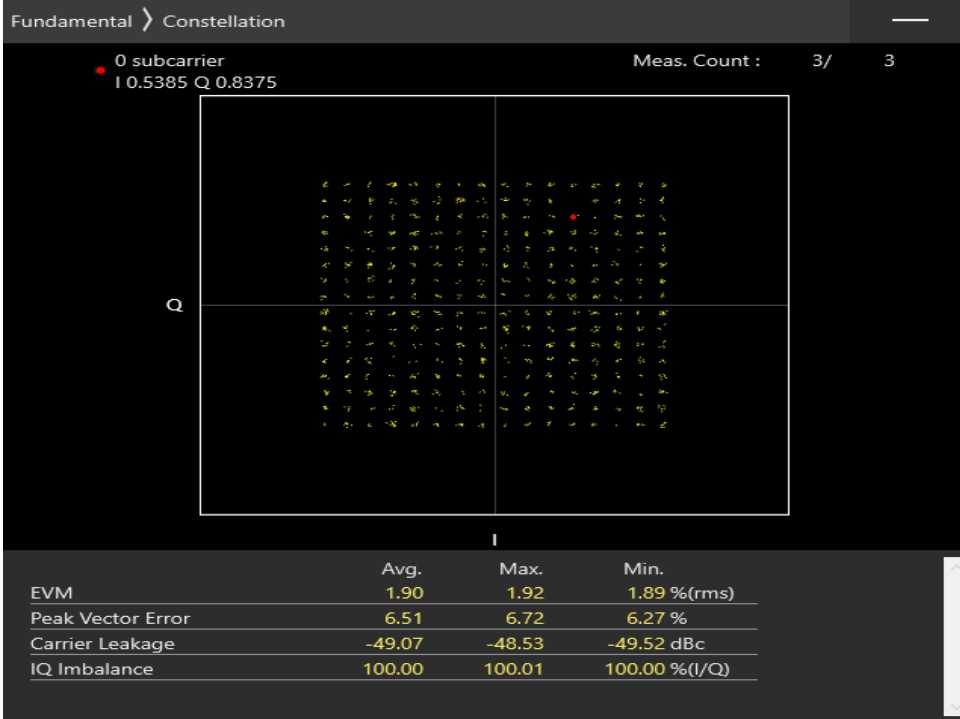 Fundamental 〉 Constellation
0 subcarrier Meas. Count : 3/ 3
I 0.5385 Q 0.8375
Q
I
Avg. Max. Min.
EVM 1.90 1.92 1.89 %(rms)
Peak Vector Error 6.51 6.72 6.27 %
Carrier Leakage -49.07 -48.53 -49.52 dBc
IQ Imbalance 100.00 100.01 100.00 %(I/Q)